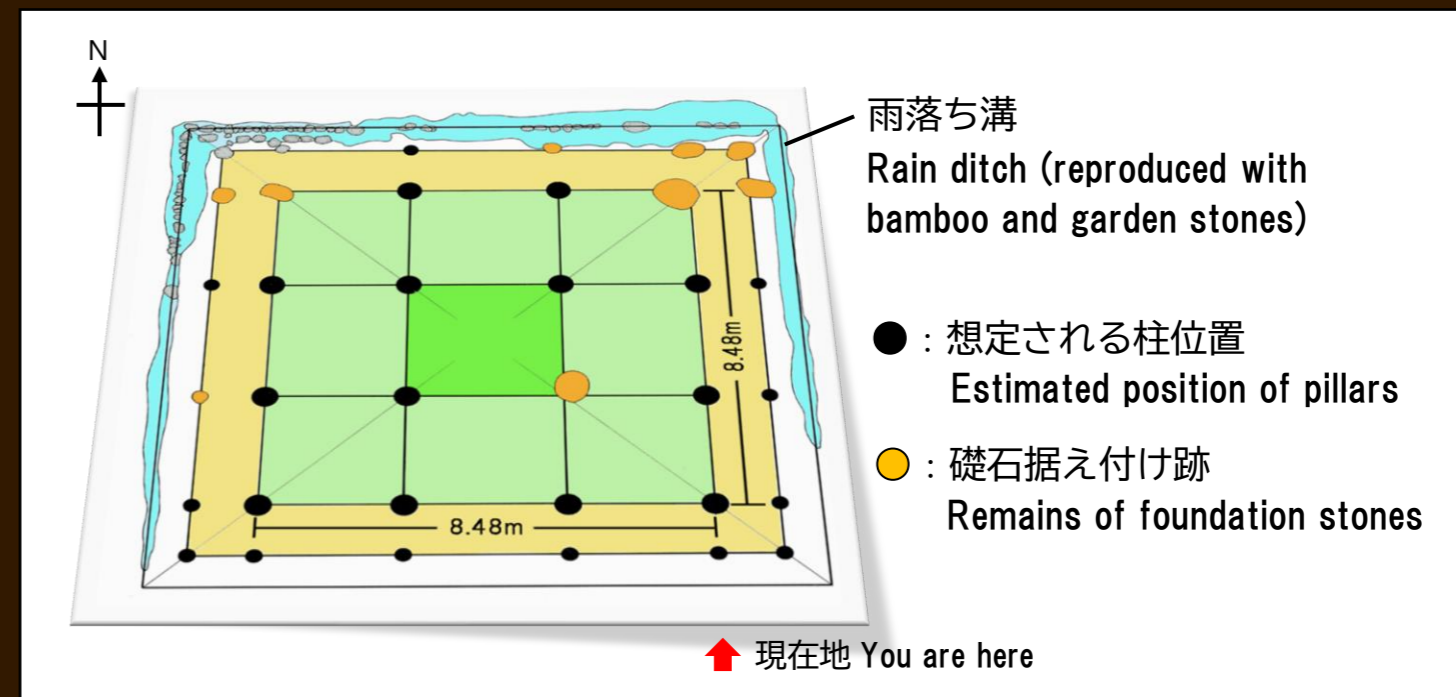 N
雨落ち溝
Rain ditch (reproduced with
bamboo and garden stones)
8.48m
●：想定される柱位置
Estimated position of pillars
：礎石据え付け跡
Remains of foundation stones
8.48m
現在地 You are here